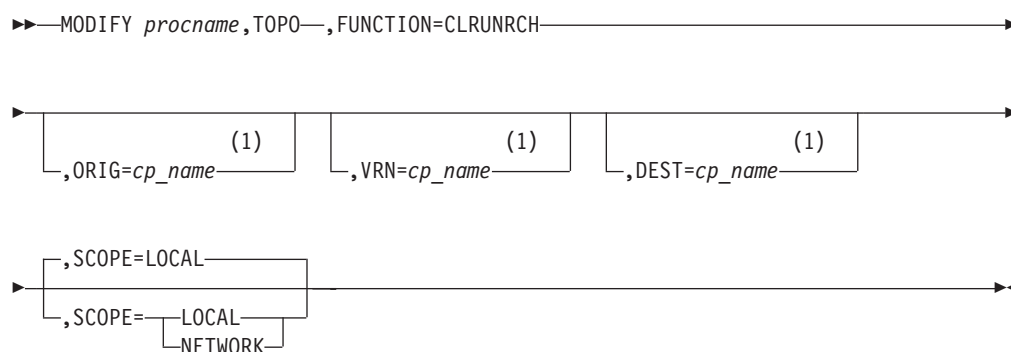 MODIFY procname,TOPO ,FUNCTION=CLRUNRCH
(1) (1) (1)
,ORIG=cp_name ,VRN=cp_name ,DEST=cp_name
,SCOPE=LOCAL
,SCOPE= LOCAL
NETWORK